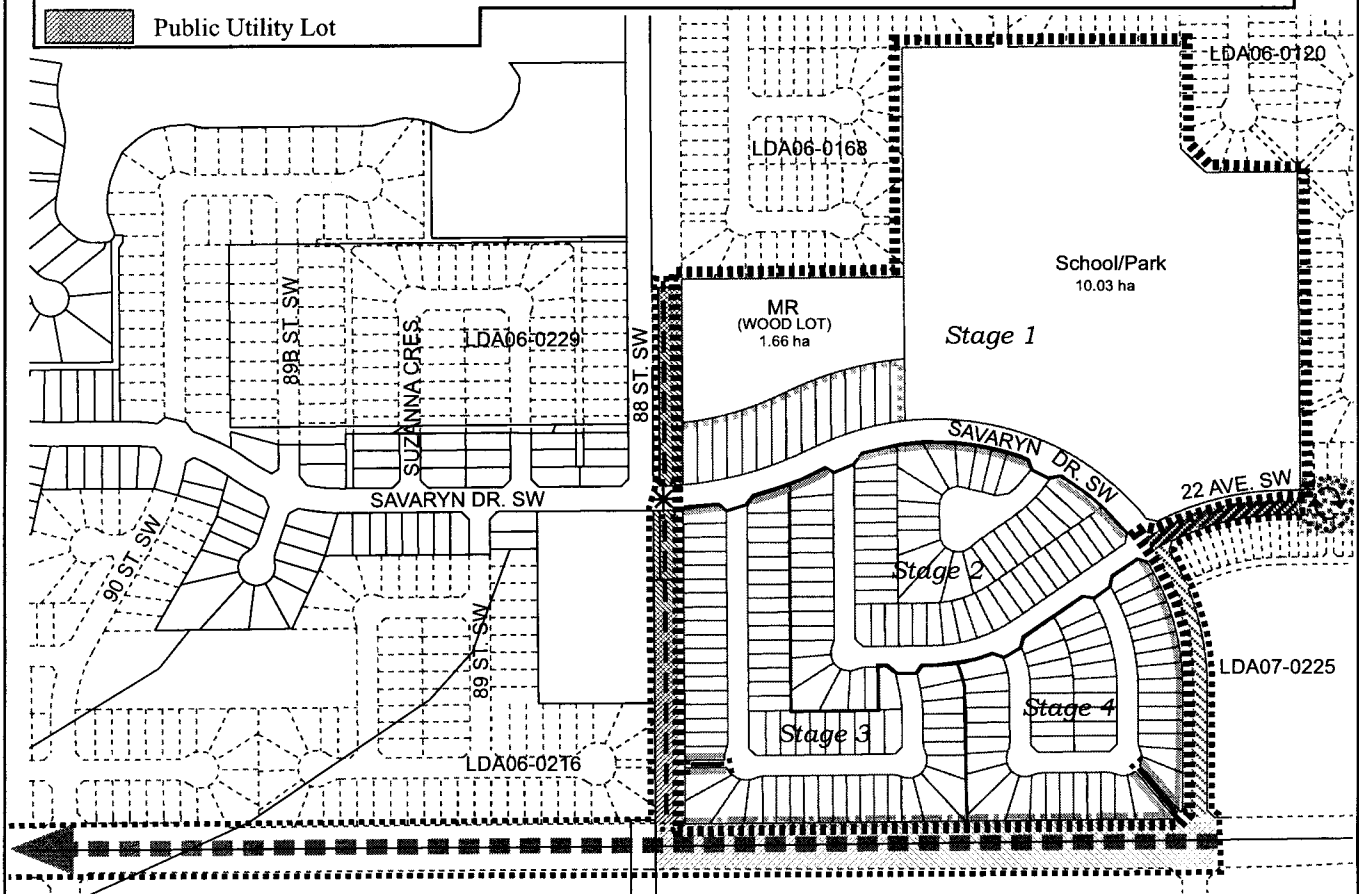 Public Utility Lot
LDA06-0120
LDA06-0168
School/Park
10.03 ha
MR
(WOOD LOT)
1.66 ha
Stage 1
89B ST. SW
SUZANNA CRES.
LDA06-0229
88 ST. SW
SAVARYN DR. SW
SAVARYN DR. SW
22 AVE. SW
90 ST. SW
Stage 2
89 ST. SW
LDA07-0225
Stage 4
Stage 3
LDA06-0216